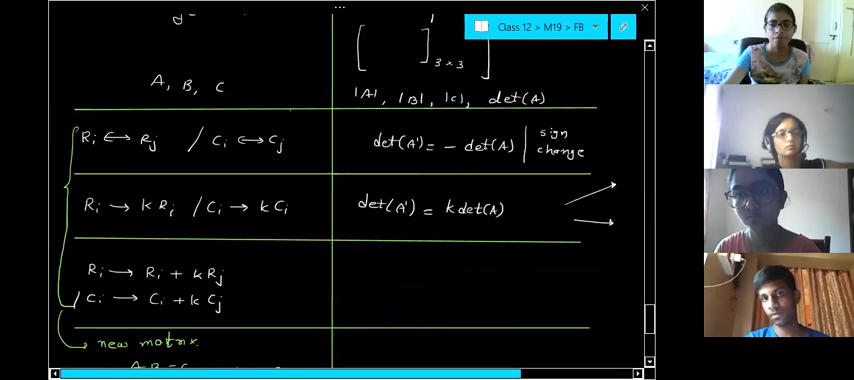 Class 12 > M19 > FB
3 × 3
A, B, C
|A|, |B|, |C|, det(A)
Ri ⟷ Rj / Ci ⟷ Cj
det(A') = - det(A) | sign change
Ri → k Ri / Ci → k Ci
det(A') = k det(A)
Ri → Ri + k Rj
/ Ci → Ci + k Cj
new matrix.